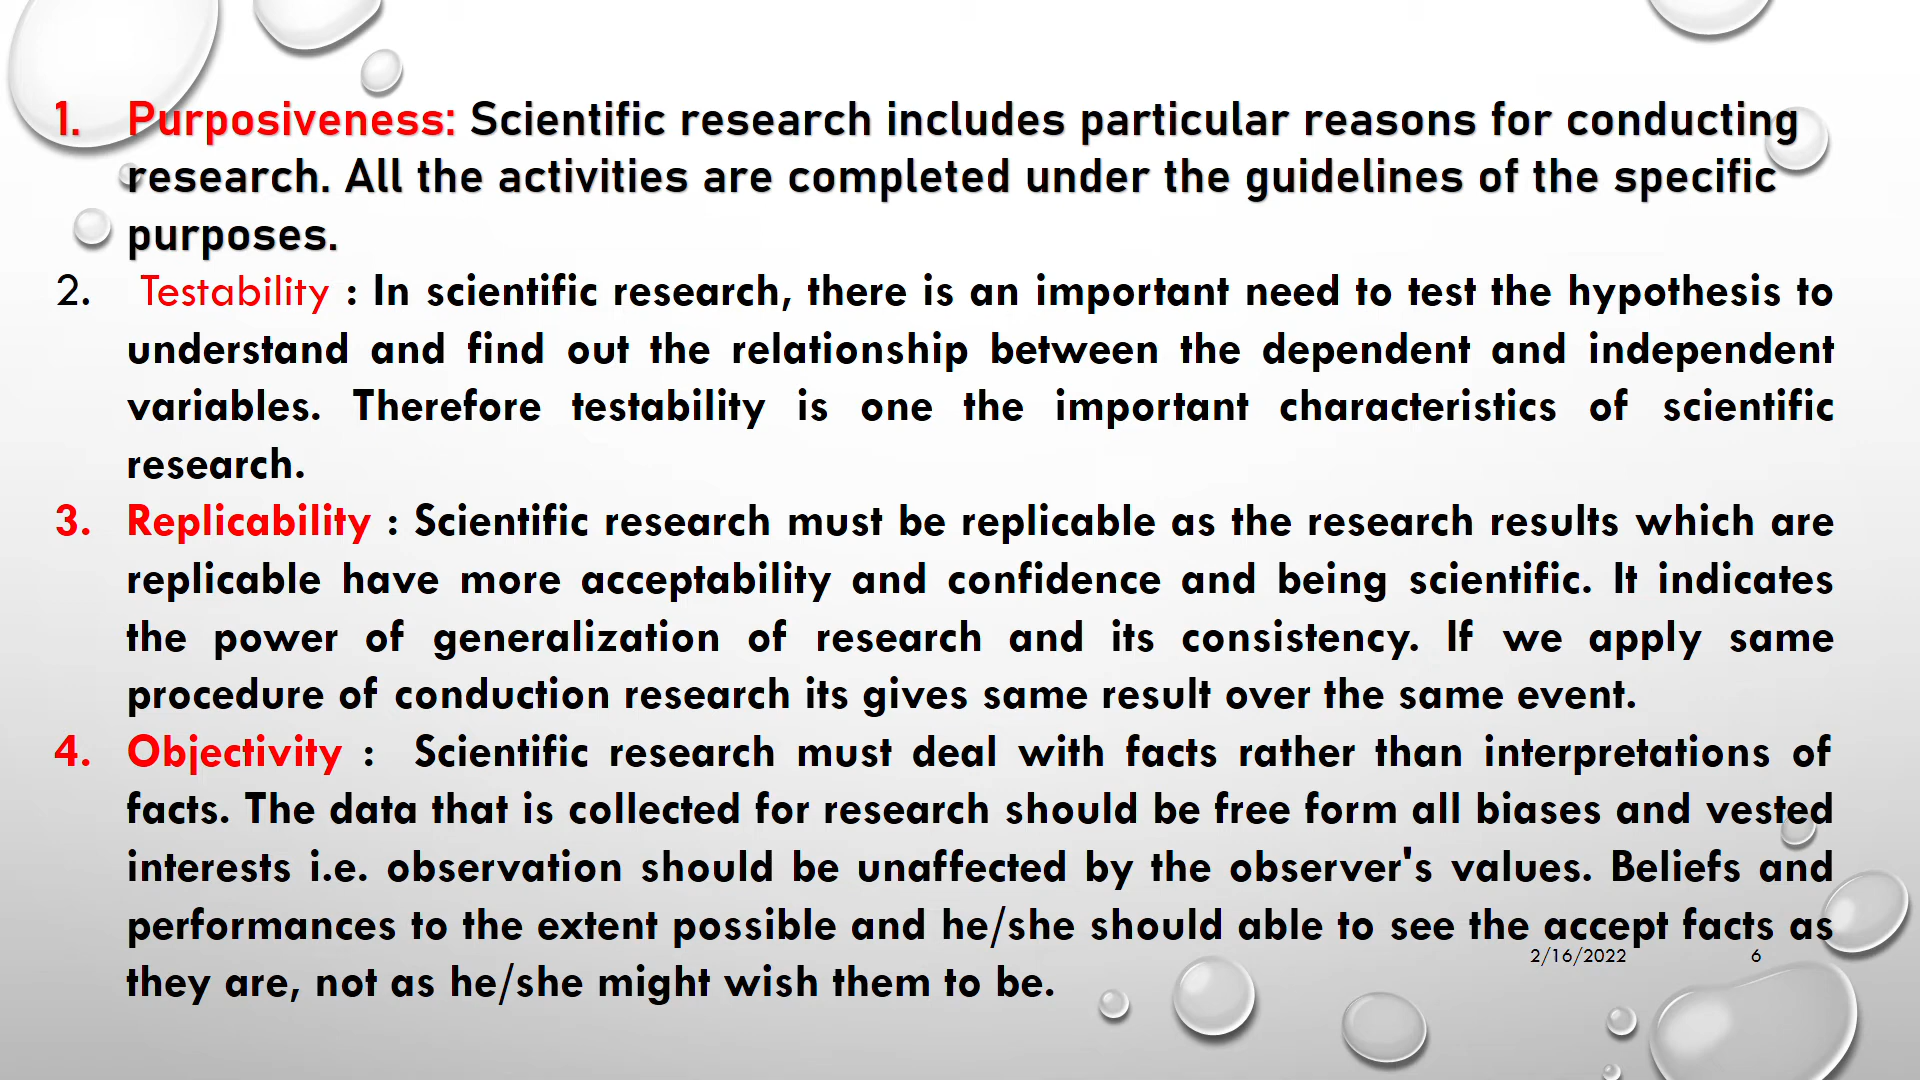 1. Purposiveness: Scientific research includes particular reasons for conducting
research. All the activities are completed under the guidelines of the specific
purposes.
2. Testability : In scientific research, there is an important need to test the hypothesis to
understand and find out the relationship between the dependent and independent
variables. Therefore testability is one the important characteristics of scientific
research.
3. Replicability : Scientific research must be replicable as the research results which are
replicable have more acceptability and confidence and being scientific. It indicates
the power of generalization of research and its consistency. If we apply same
procedure of conduction research its gives same result over the same event.
4. Objectivity : Scientific research must deal with facts rather than interpretations of
facts. The data that is collected for research should be free form all biases and vested
interests i.e. observation should be unaffected by the observer's values. Beliefs and
performances to the extent possible and he/she should able to see the accept facts as
they are, not as he/she might wish them to be.
2/16/2022 6